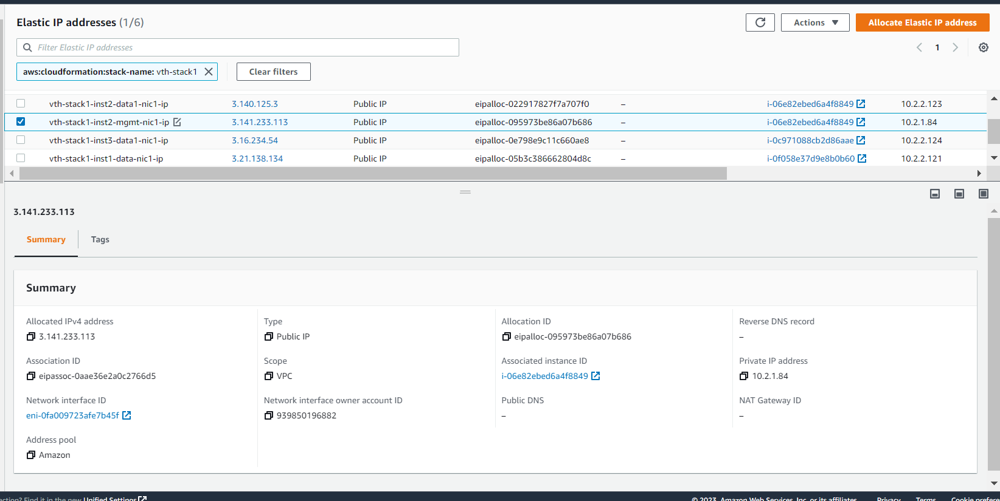 Elastic IP addresses (1/6)
Actions
Allocate Elastic IP address
Filter Elastic IP addresses
1
aws:cloudformation:stack-name: vth-stack1
Clear filters
vth-stack1-inst2-data1-nic1-ip 3.140.125.3 Public IP eipalloc-022917827f7a707f0 – i-06e82ebed6a4f8849 10.2.2.123
vth-stack1-inst2-mgmt-nic1-ip 3.141.233.113 Public IP eipalloc-095973be86a07b686 – i-06e82ebed6a4f8849 10.2.1.84
vth-stack1-inst3-data1-nic1-ip 3.16.234.54 Public IP eipalloc-0e798e9c11c660ae8 – i-0c971088cb2d86aae 10.2.2.124
vth-stack1-inst1-data-nic1-ip 3.21.138.134 Public IP eipalloc-05b3c386662804d8c – i-0f058e37d9e8b0b60 10.2.2.121
3.141.233.113
Summary Tags
Summary
Allocated IPv4 address Type Allocation ID Reverse DNS record
3.141.233.113 Public IP eipalloc-095973be86a07b686 –
Association ID Scope Associated instance ID Private IP address
eipassoc-0aae36e2a0c2766d5 VPC i-06e82ebed6a4f8849 10.2.1.84
Network interface ID Network interface owner account ID Public DNS NAT Gateway ID
eni-0fa009723afe7b45f 939850196882 – –
Address pool
Amazon
ction? Find it in the new Unified Settings © 2023, Amazon Web Services, Inc. or its affiliates. Privacy Terms Cookie prefere